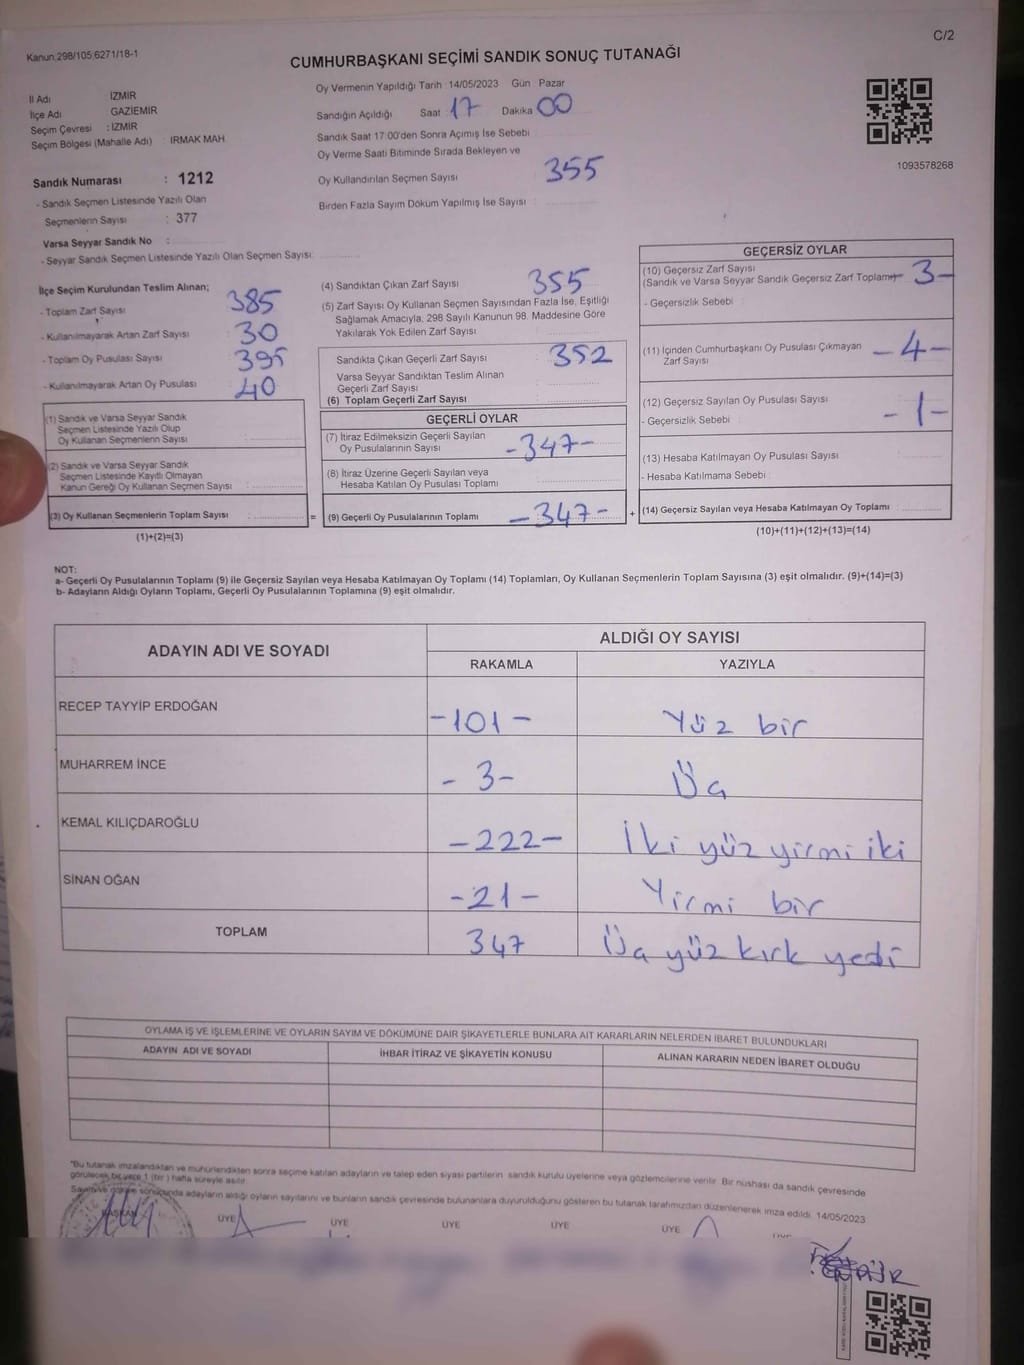 C/2
Kanun:298/105;6271/18-1
CUMHURBAŞKANI SEÇİMİ SANDIK SONUÇ TUTANAĞI
İl Adı İZMİR
İlçe Adı : GAZİEMİR
Seçim Çevresi : İZMİR
Seçim Bölgesi (Mahalle Adı) : IRMAK MAH
Sandık Numarası : 1212
- Sandık Seçmen Listesinde Yazılı Olan
Seçmenlerin Sayısı : 377
Varsa Seyyar Sandık No :
- Seyyar Sandık Seçmen Listesinde Yazılı Olan Seçmen Sayısı:
Oy Vermenin Yapıldığı Tarih :14/05/2023 Gün : Pazar
Sandığın Açıldığı Saat : 17 Dakika : 00
Sandık Saat 17:00'den Sonra Açımış İse Sebebi :
Oy Verme Saati Bitiminde Sırada Bekleyen ve
Oy Kullandırılan Seçmen Sayısı 355
Birden Fazla Sayım Döküm Yapılmış İse Sayısı :
1093578268
İlçe Seçim Kurulundan Teslim Alınan;
- Toplam Zarf Sayısı 385
- Kullanılmayarak Artan Zarf Sayısı 30
- Toplam Oy Pusulası Sayısı 395
- Kullanılmayarak Artan Oy Pusulası 40
(1) Sandık ve Varsa Seyyar Sandık
Seçmen Listesinde Yazılı Olup
Oy Kullanan Seçmenlerin Sayısı
(2) Sandık ve Varsa Seyyar Sandık
Seçmen Listesinde Kayıtlı Olmayan
Kanun Gereği Oy Kullanan Seçmen Sayısı :
(3) Oy Kullanan Seçmenlerin Toplam Sayısı
(1)+(2)=(3)
(4) Sandıktan Çıkan Zarf Sayısı 355
(5) Zarf Sayısı Oy Kullanan Seçmen Sayısından Fazla İse, Eşitliği
Sağlamak Amacıyla, 298 Sayılı Kanunun 98. Maddesine Göre
Yakılarak Yok Edilen Zarf Sayısı :
Sandıkta Çıkan Geçerli Zarf Sayısı 352
Varsa Seyyar Sandıktan Teslim Alınan
Geçerli Zarf Sayısı
(6) Toplam Geçerli Zarf Sayısı
GEÇERLİ OYLAR
(7) İtiraz Edilmeksizin Geçerli Sayılan
Oy Pusulalarının Sayısı -347-
(8) İtiraz Üzerine Geçerli Sayılan veya
Hesaba Katılan Oy Pusulası Toplamı
= (9) Geçerli Oy Pusulalarının Toplamı -347-
GEÇERSİZ OYLAR
(10) Geçersiz Zarf Sayısı
(Sandık ve Varsa Seyyar Sandık Geçersiz Zarf Toplamı) -3-
- Geçersizlik Sebebi :
(11) İçinden Cumhurbaşkanı Oy Pusulası Çıkmayan
Zarf Sayısı -4-
(12) Geçersiz Sayılan Oy Pusulası Sayısı
- Geçersizlik Sebebi : -1-
(13) Hesaba Katılmayan Oy Pusulası Sayısı
- Hesaba Katılmama Sebebi :
+ (14) Geçersiz Sayılan veya Hesaba Katılmayan Oy Toplamı :
(10)+(11)+(12)+(13)=(14)
NOT:
a- Geçerli Oy Pusulalarının Toplamı (9) ile Geçersiz Sayılan veya Hesaba Katılmayan Oy Toplamı (14) Toplamları, Oy Kullanan Seçmenlerin Toplam Sayısına (3) eşit olmalıdır. (9)+(14)=(3)
b- Adayların Aldığı Oyların Toplamı, Geçerli Oy Pusulalarının Toplamına (9) eşit olmalıdır.
ADAYIN ADI VE SOYADI ALDIĞI OY SAYISI
RAKAMLA YAZIYLA
RECEP TAYYİP ERDOĞAN -101- Yüz bir
MUHARREM İNCE -3- Üç
KEMAL KILIÇDAROĞLU -222- İki yüz yirmi iki
SİNAN OĞAN -21- Yirmi bir
TOPLAM 347 Üç yüz kırk yedi
OYLAMA İŞ VE İŞLEMLERİNE VE OYLARIN SAYIM VE DÖKÜMÜNE DAİR ŞİKAYETLERLE BUNLARA AİT KARARLARIN NELERDEN İBARET BULUNDUKLARI
ADAYIN ADI VE SOYADI İHBAR İTİRAZ VE ŞİKAYETİN KONUSU ALINAN KARARIN NEDEN İBARET OLDUĞU
"Bu tutanak imzalandıktan ve mühürlendikten sonra seçime katılan adayların ve talep eden siyasi partilerin sandık kurulu üyelerine veya gözlemcilerine verilir. Bir nüshası da sandık çevresinde
görülecek bir yere 1 (bir) hafta süreyle asılır.
Sayım ve döküm sonucunda adayların aldığı oyların sayılarını ve bunların sandık çevresinde bulunanlara duyurulduğunu gösteren bu tutanak tarafımızdan düzenlenerek imza edildi. 14/05/2023
BAŞKAN ÜYE ÜYE ÜYE ÜYE ÜYE